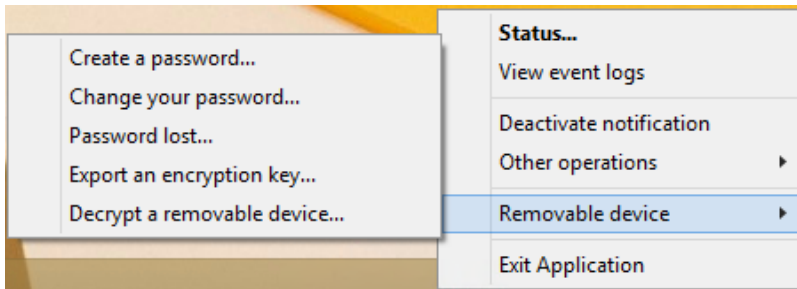 Create a password...
Change your password...
Password lost...
Export an encryption key...
Decrypt a removable device...
Status...
View event logs
Deactivate notification
Other operations
Removable device
Exit Application